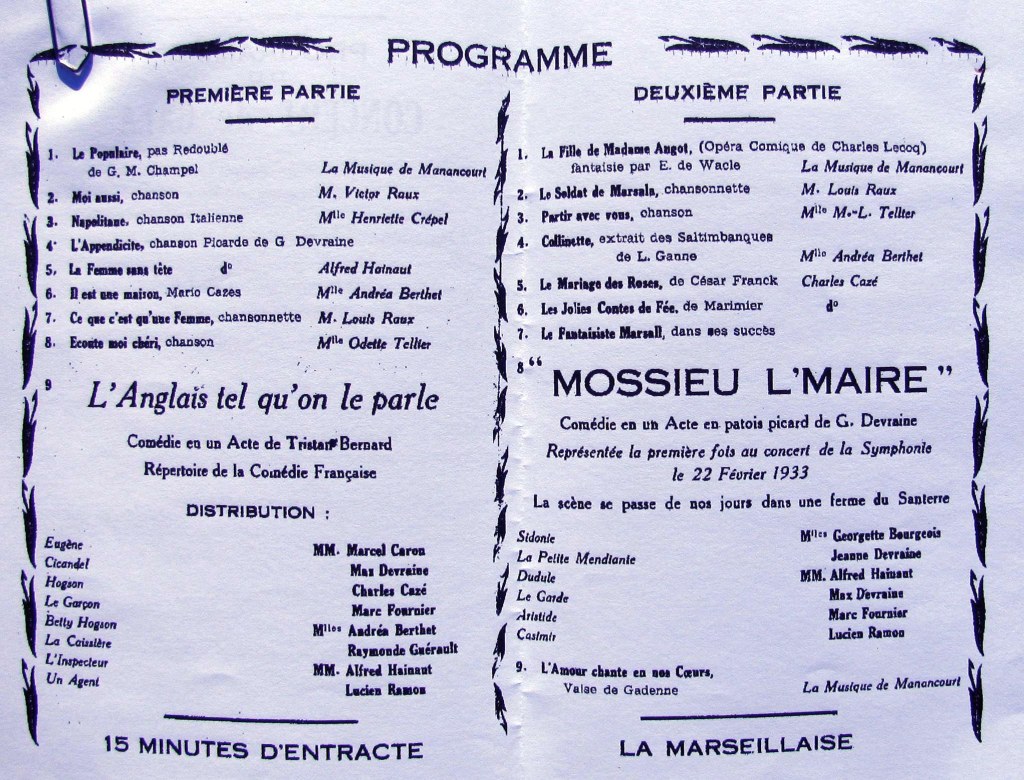 PROGRAMME
PREMIÈRE PARTIE
1. Le Populaire, pas Redoublé
de G. M. Champel La Musique de Manancourt
2. Moi aussi, chanson M. Victor Raux
3. Napolitane, chanson Italienne Mlle Henriette Crépel
4. L'Appendicite, chanson Picarde de G Devraine
5. La Femme sans tête do Alfred Hainaut
6. Il est une maison, Mario Cazes Mlle Andréa Berthet
7. Ce que c'est qu'une Femme, chansonnette M. Louis Raux
8. Ecoute moi chéri, chanson Mlle Odette Tellier
9 L'Anglais tel qu'on le parle
Comédie en un Acte de Tristan Bernard
Répertoire de la Comédie Française
DISTRIBUTION :
Eugène MM. Marcel Caron
Cicandel Max Devraine
Hogson Charles Cazé
Le Garçon Marc Fournier
Betty Hogson Mlles Andréa Berthet
La Caissière Raymonde Guérault
L'Inspecteur MM. Alfred Hainaut
Un Agent Lucien Ramon
15 MINUTES D'ENTRACTE
DEUXIÈME PARTIE
1. La Fille de Madame Angot, (Opéra Comique de Charles Lecoq)
fantaisie par E. de Wacle La Musique de Manancourt
2. Le Soldat de Marsala, chansonnette M. Louis Raux
3. Partir avec vous, chanson Mlle M.-L. Tellier
4. Collinette, extrait des Saltimbanques
de L. Ganne Mlle Andréa Berthet
5. Le Mariage des Roses, de César Franck Charles Cazé
6. Les Jolies Contes de Fée, de Marimier do
7. Le Fantaisiste Marsall, dans ses succès
8 “ MOSSIEU L'MAIRE ”
Comédie en un Acte en patois picard de G. Devraine
Représentée la première fois au concert de la Symphonie
le 22 Février 1933
La scène se passe de nos jours dans une ferme du Santerre
Sidonie Mlles Georgette Bourgeois
La Petite Mendiante Jeanne Devraine
Dudule MM. Alfred Hainaut
Le Garde Max Devraine
Aristide Marc Fournier
Casimir Lucien Ramon
9. L'Amour chante en nos Cœurs,
Valse de Gadenne La Musique de Manancourt
LA MARSEILLAISE